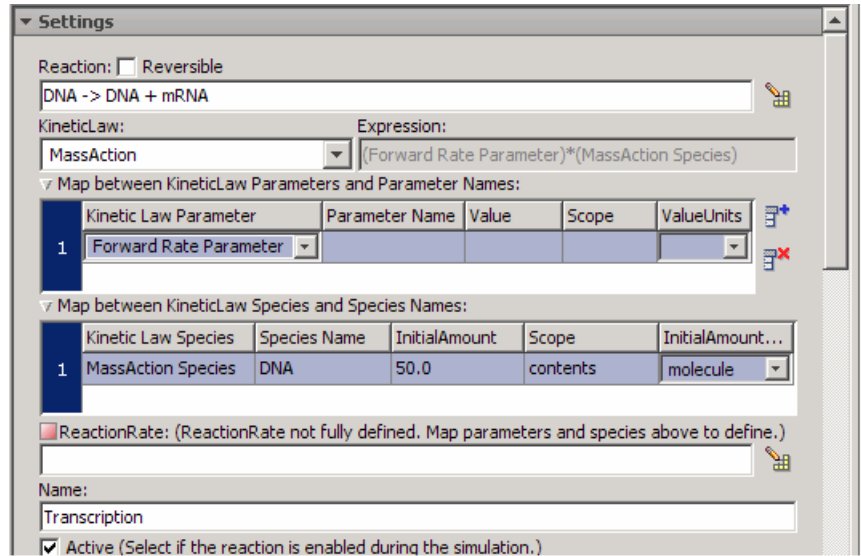 Settings
Reaction: Reversible
DNA -> DNA + mRNA
KineticLaw: Expression:
MassAction (Forward Rate Parameter)*(MassAction Species)
Map between KineticLaw Parameters and Parameter Names:
Kinetic Law Parameter Parameter Name Value Scope ValueUnits
1 Forward Rate Parameter
Map between KineticLaw Species and Species Names:
Kinetic Law Species Species Name InitialAmount Scope InitialAmount...
1 MassAction Species DNA 50.0 contents molecule
ReactionRate: (ReactionRate not fully defined. Map parameters and species above to define.)
Name:
Transcription
Active (Select if the reaction is enabled during the simulation.)